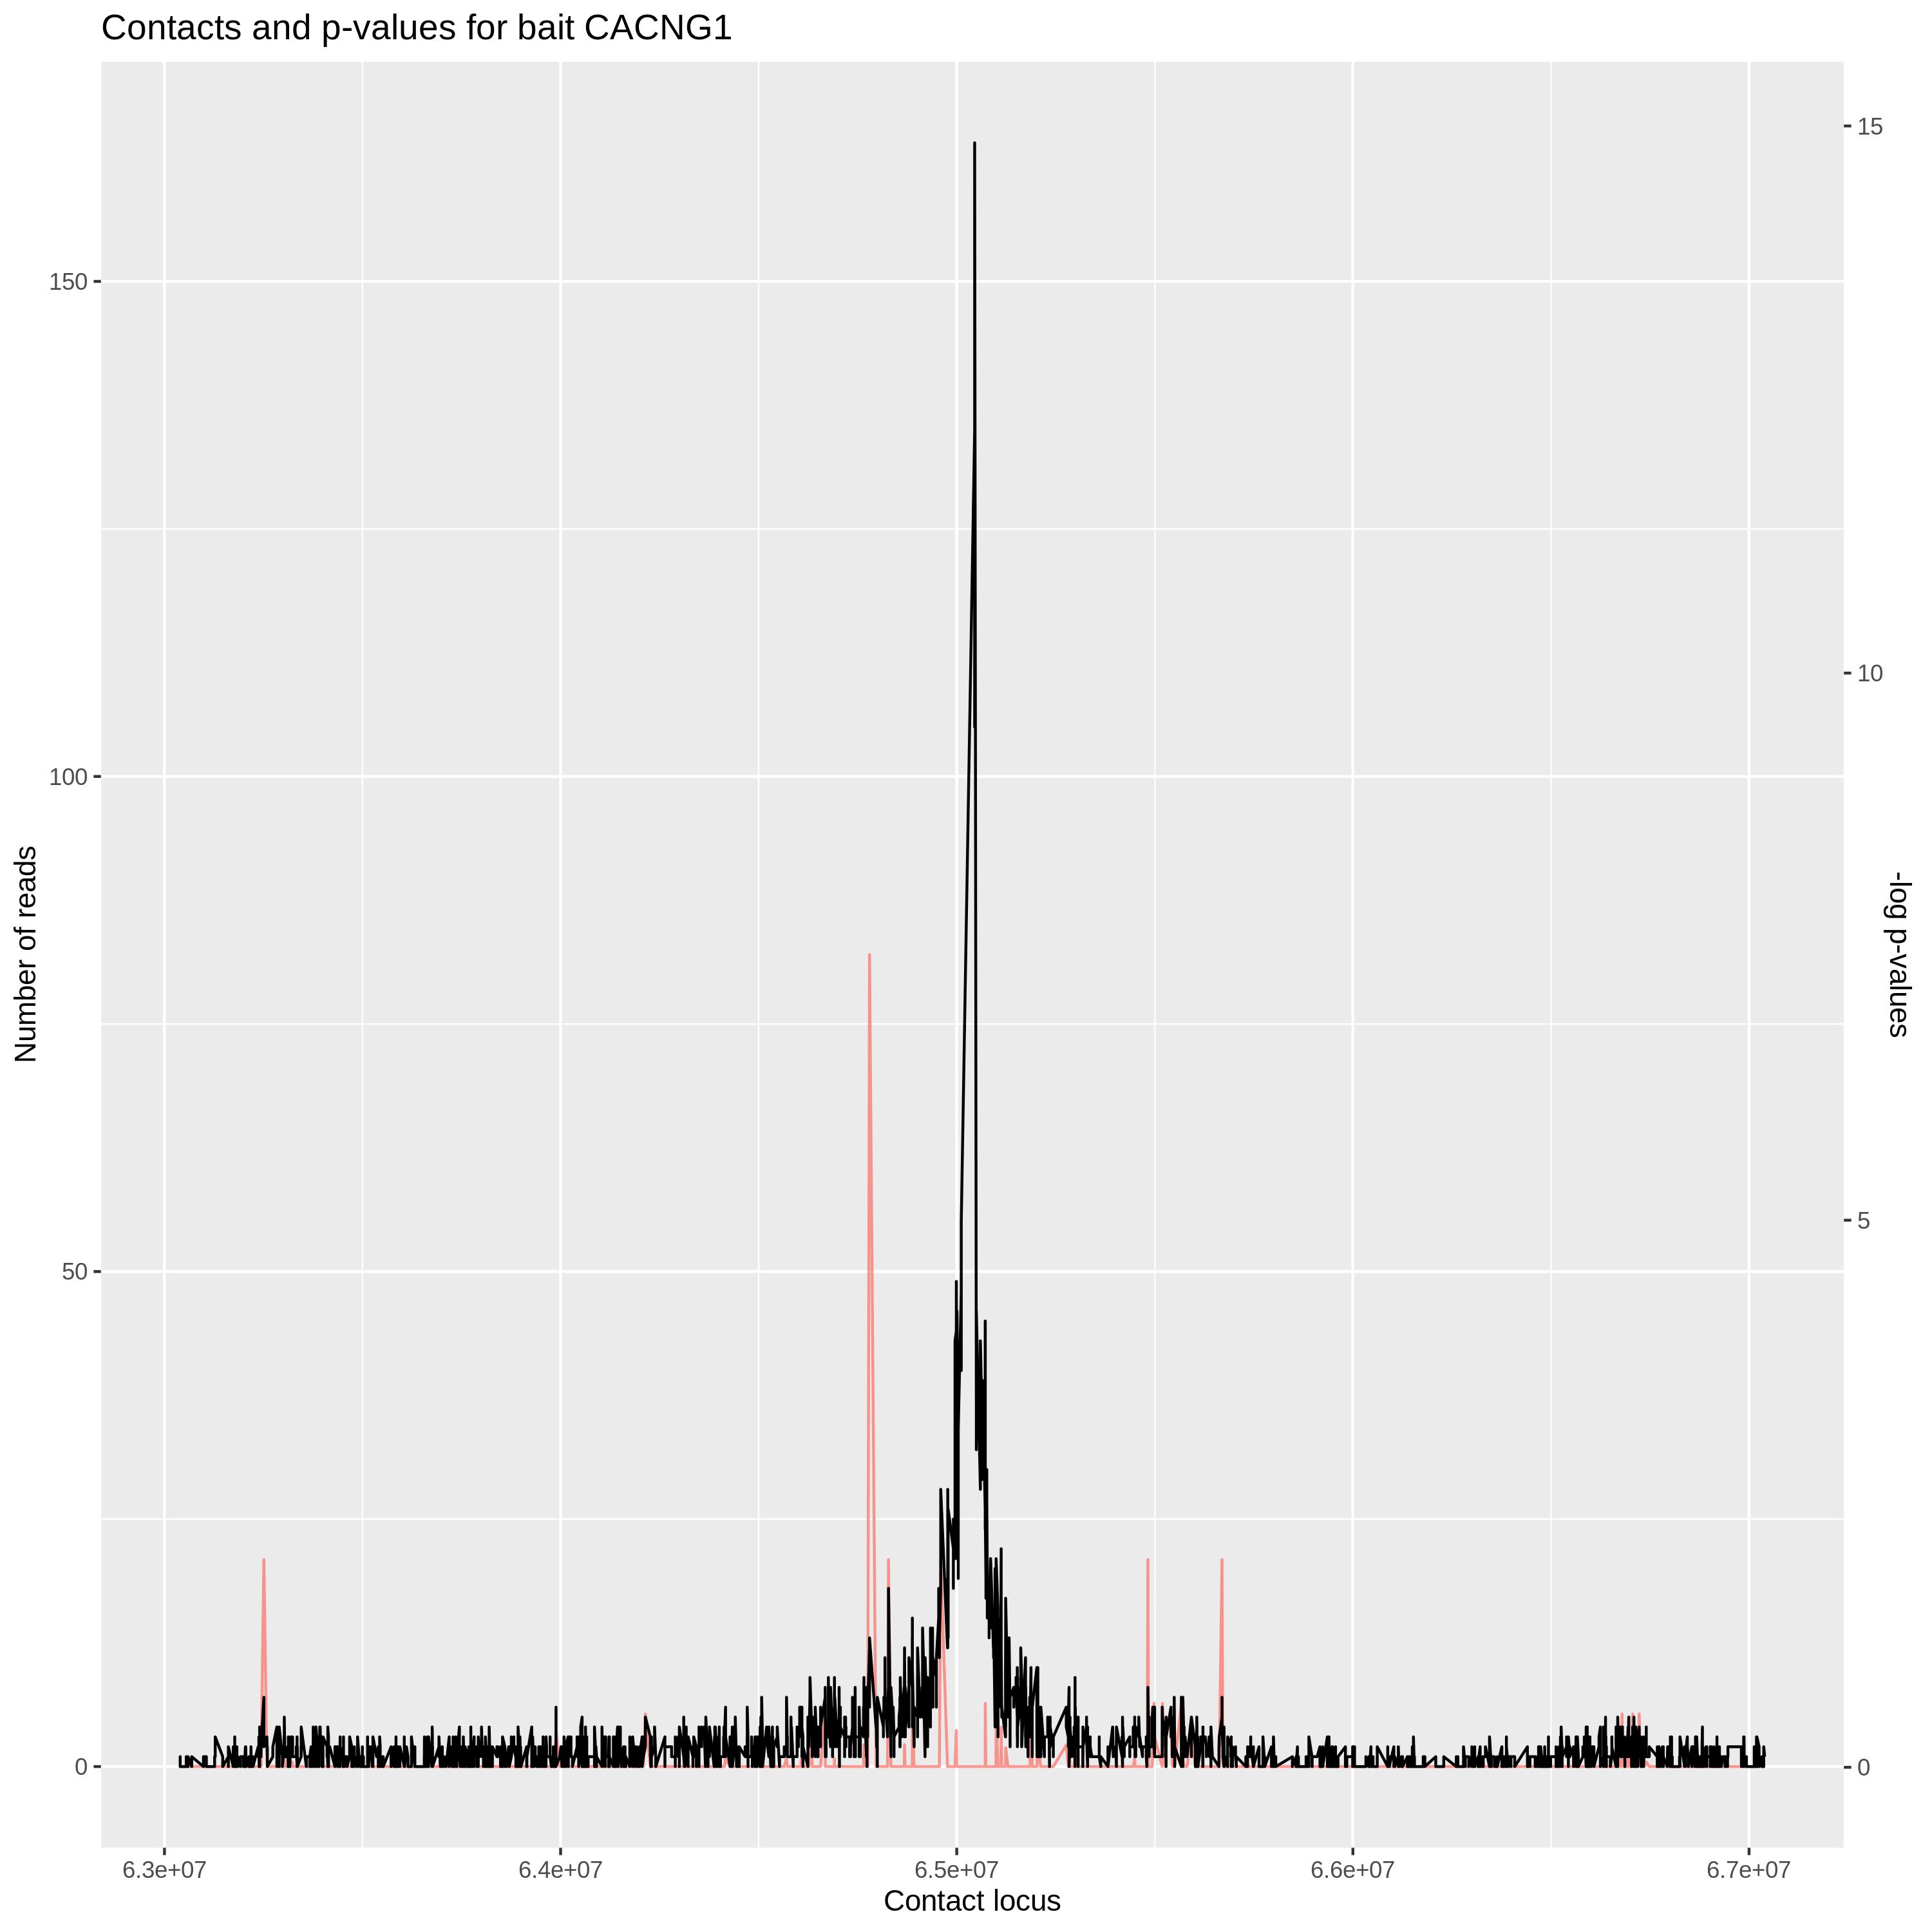 Contacts and p-values for bait CACNG1
Number of reads
150
100
50
0
15
10
5
0
-log p-values
6.3e+07 6.4e+07 6.5e+07 6.6e+07 6.7e+07
Contact locus